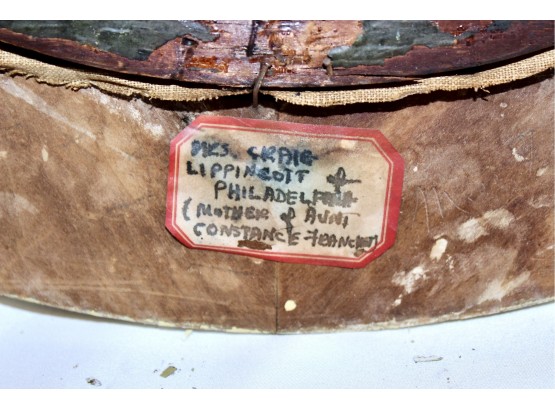 MRS. CRAIG
LIPPINCOTT of
PHILADELPHIA
(MOTHER of AUNT
CONSTANCE